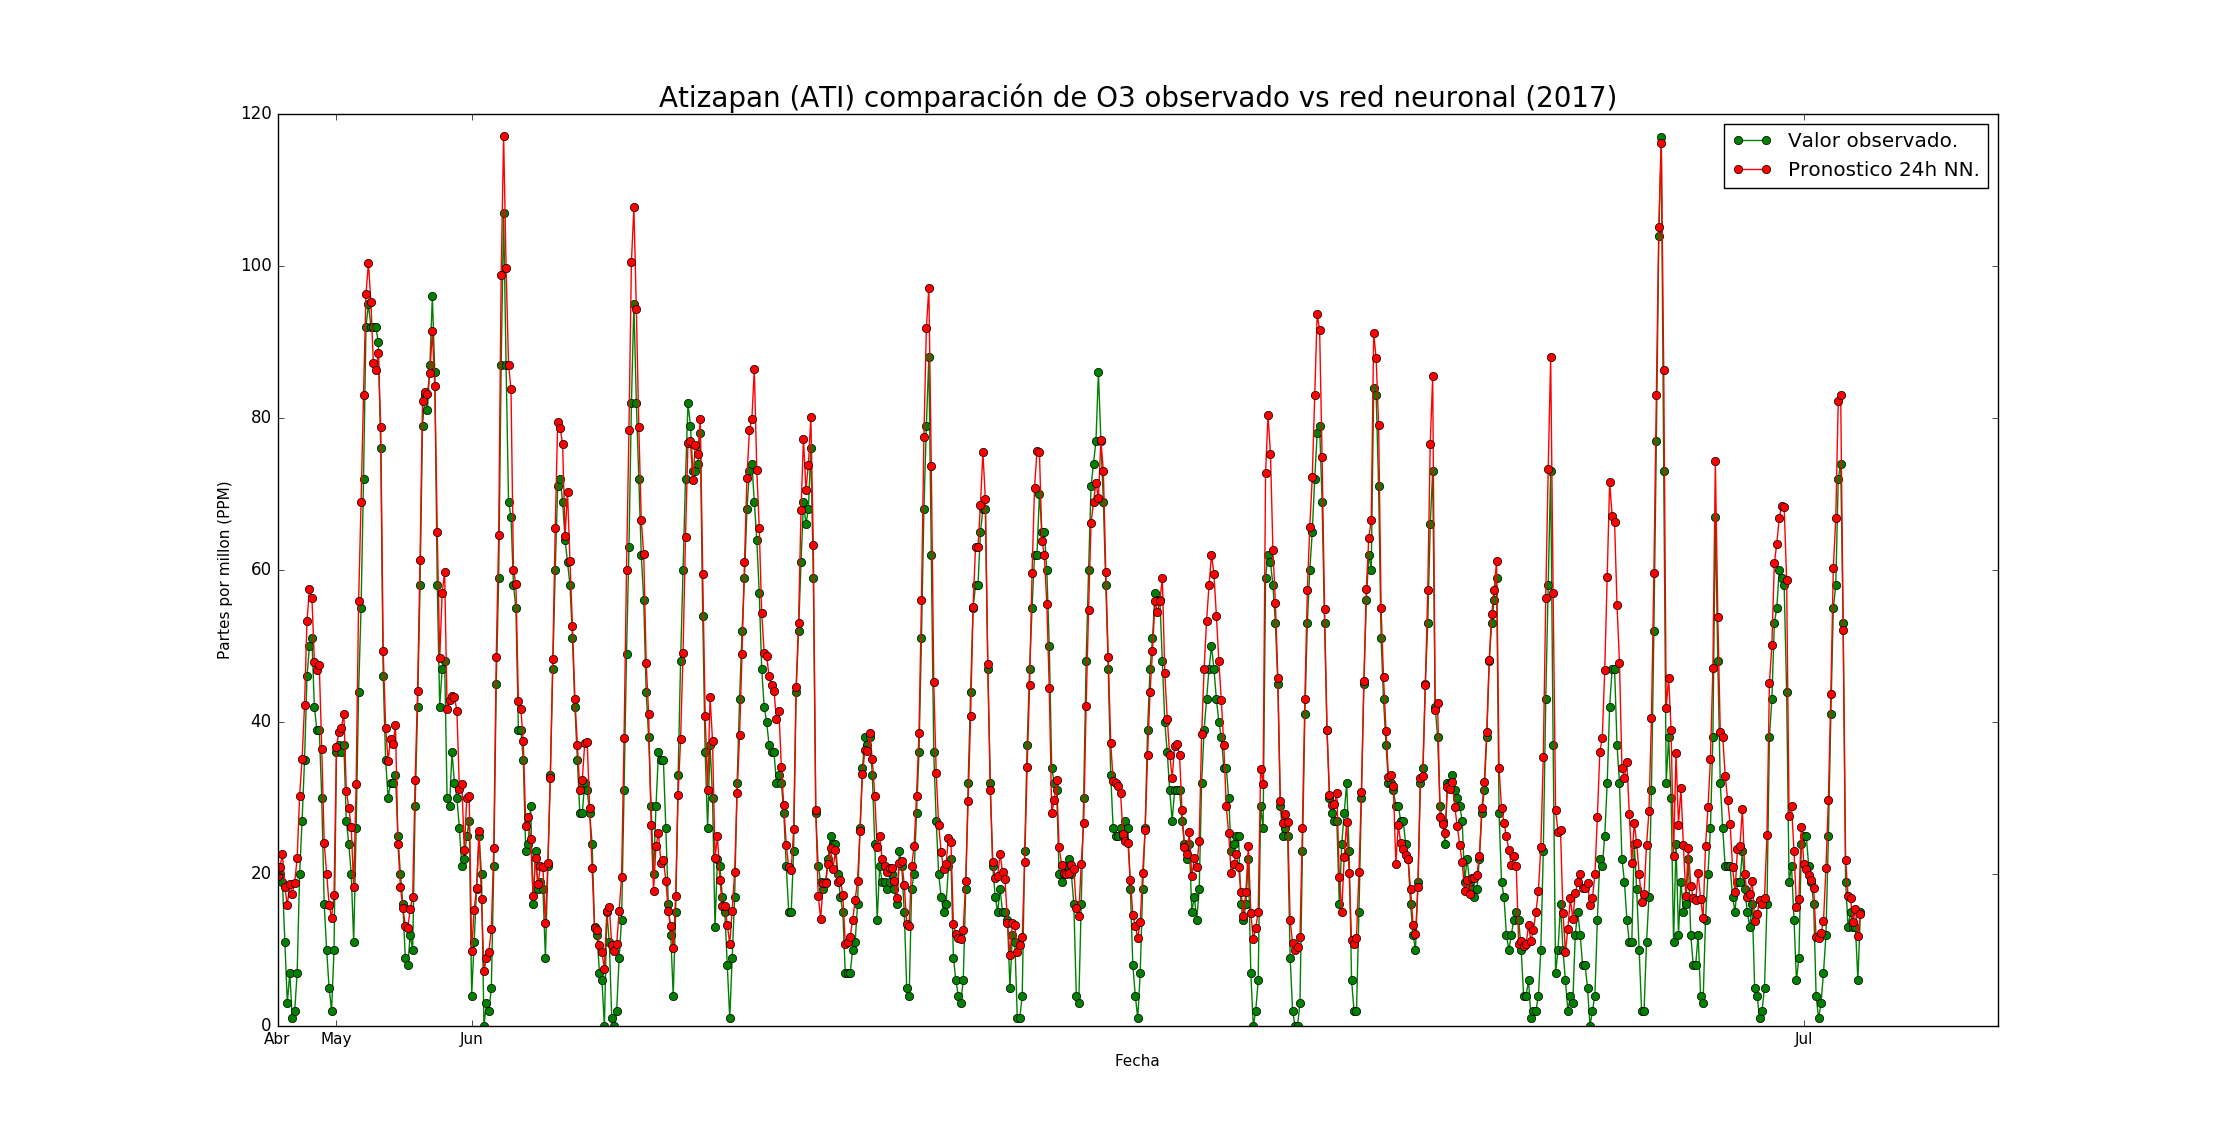 Atizapan (ATI) comparación de O3 observado vs red neuronal (2017)
120
100
80
60
40
20
0
Partes por millon (PPM)
Valor observado.
Pronostico 24h NN.
Abr May Jun Jul
Fecha